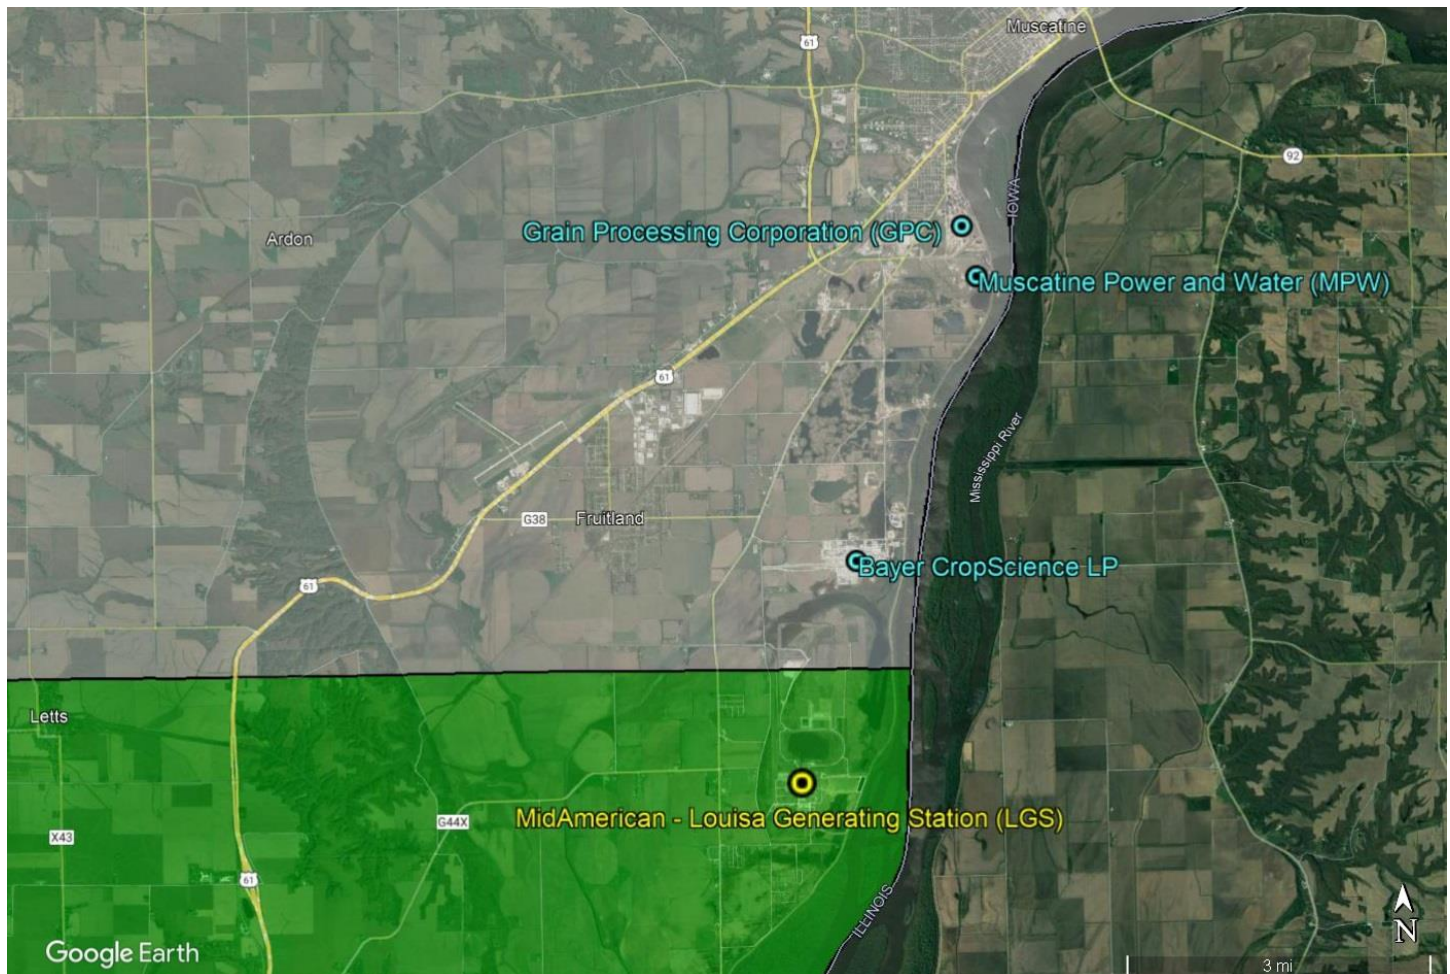 Muscatine
61
92
IOWA
Grain Processing Corporation (GPC)
Ardon
Muscatine Power and Water (MPW)
61
Mississippi River
G38
Fruitland
Bayer CropScience LP
61
Letts
MidAmerican - Louisa Generating Station (LGS)
G44X
X43
61
ILLINOIS
N
Google Earth
3 mi